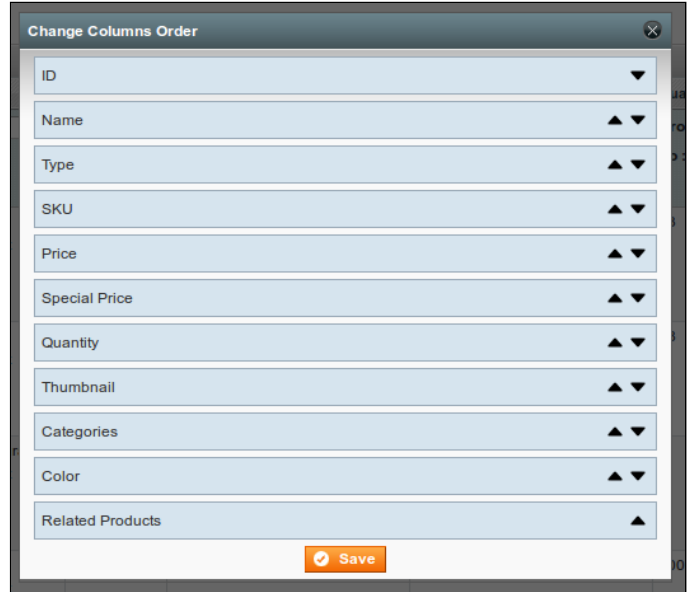 Change Columns Order
ID
Name
Type
SKU
Price
Special Price
Quantity
Thumbnail
Categories
Color
Related Products
Save